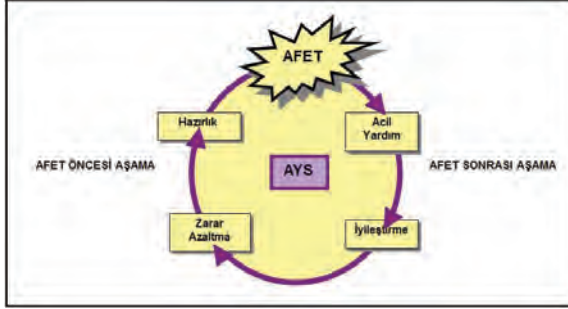 AFET
Hazırlık
Acil
Yardım
AFET ÖNCESİ AŞAMA
AYS
AFET SONRASI AŞAMA
Zarar
Azaltma
İyileştirme